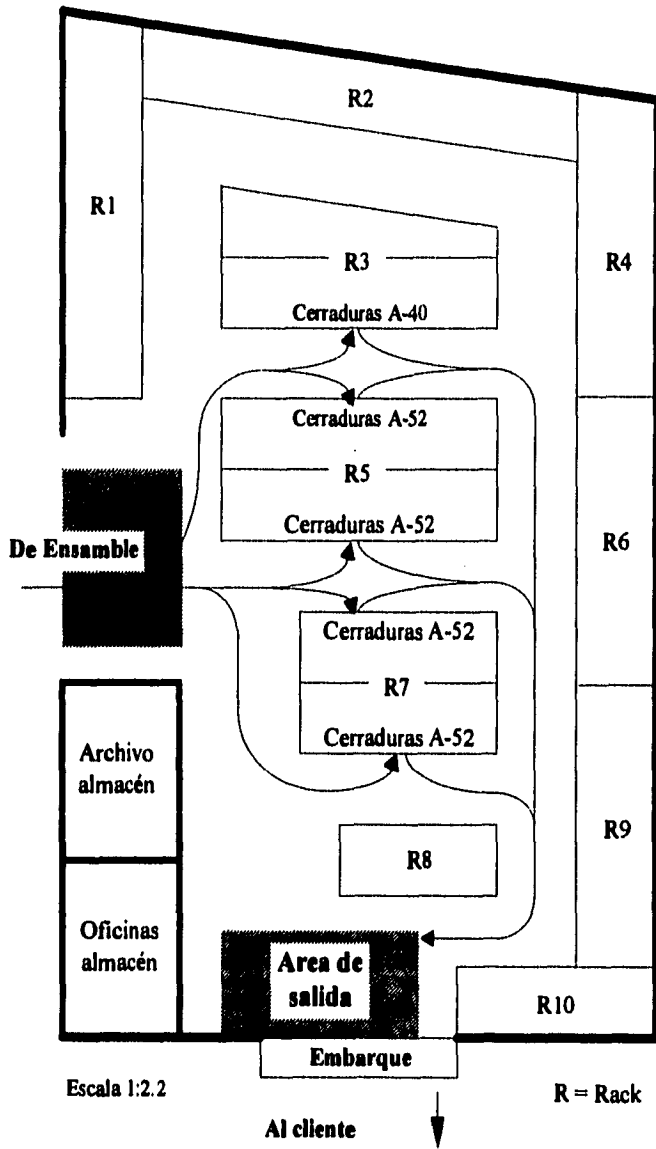 R2
R1
R3
R4
Cerraduras A-40
Cerraduras A-52
R5
Cerraduras A-52
De Ensamble
R6
Cerraduras A-52
R7
Cerraduras A-52
Archivo
almacén
R8
R9
Oficinas
almacén
Area de
salida
R10
Embarque
Escala 1:2.2
R = Rack
Al cliente